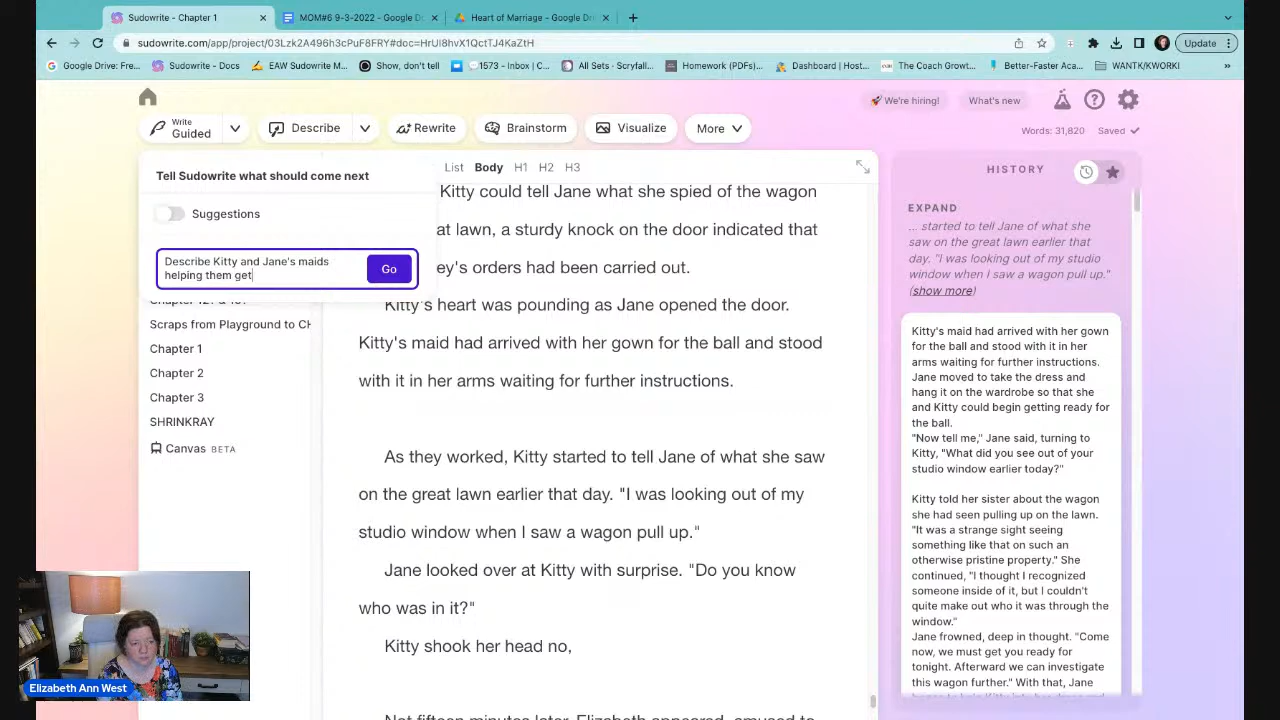 Sudowrite - Chapter 1
MOM#6 9-3-2022 - Google D
Heart of Marriage - Google Dri
sudowrite.com/app/project/03Lzk2A496h3cPuF8FRY#doc=HrUl8hvX1QctTJ4KaZtH
Update
Google Drive: Fre...
Sudowrite - Docs
EAW Sudowrite M...
Show, don't tell
1573 - Inbox | C...
All Sets · Scryfall...
Homework (PDFs)...
Dashboard | Host...
The Coach Growt...
Better-Faster Aca...
WANTK/KWORKI
We're hiring!
What's new
Write
Guided
Describe
Rewrite
Brainstorm
Visualize
More
Words: 31,820
Saved
Tell Sudowrite what should come next
Suggestions
Describe Kitty and Jane's maids
helping them get
Go
Scraps from Playground to CH
Chapter 1
Chapter 2
Chapter 3
SHRINKRAY
Canvas BETA
List Body H1 H2 H3
Kitty could tell Jane what she spied of the wagon
at lawn, a sturdy knock on the door indicated that
ey's orders had been carried out.
Kitty's heart was pounding as Jane opened the door.
Kitty's maid had arrived with her gown for the ball and stood
with it in her arms waiting for further instructions.
As they worked, Kitty started to tell Jane of what she saw
on the great lawn earlier that day. "I was looking out of my
studio window when I saw a wagon pull up."
Jane looked over at Kitty with surprise. "Do you know
who was in it?"
Kitty shook her head no,
Not fifteen minutes later, Elizabeth appeared, amused to
HISTORY
EXPAND
... started to tell Jane of what she
saw on the great lawn earlier that
day. "I was looking out of my studio
window when I saw a wagon pull up."
(show more)
Kitty's maid had arrived with her gown
for the ball and stood with it in her
arms waiting for further instructions.
Jane moved to take the dress and
hang it on the wardrobe so that she
and Kitty could begin getting ready for
the ball.
"Now tell me," Jane said, turning to
Kitty, "What did you see out of your
studio window earlier today?"
Kitty told her sister about the wagon
she had seen pulling up on the lawn.
"It was a strange sight seeing
something like that on such an
otherwise pristine property." She
continued, "I thought I recognized
someone inside of it, but I couldn't
quite make out who it was through the
window."
Jane frowned, deep in thought. "Come
now, we must get you ready for
tonight. Afterward we can investigate
this wagon further." With that, Jane
Elizabeth Ann West